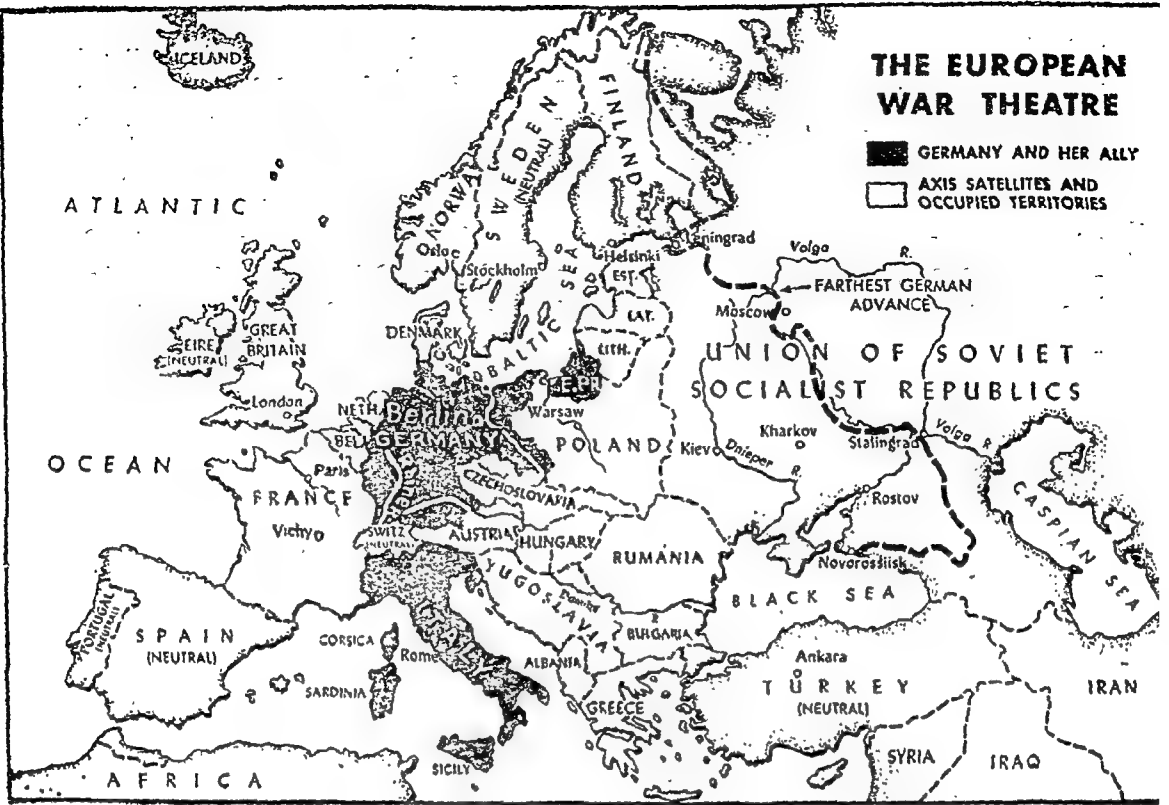 ICELAND
THE EUROPEAN
WAR THEATRE
GERMANY AND HER ALLY
AXIS SATELLITES AND
OCCUPIED TERRITORIES
ATLANTIC
OCEAN
NORWAY
SWEDEN
(NEUTRAL)
FINLAND
Oslo
Stockholm
Helsinki
Leningrad
EST.
LAT.
LITH.
BALTIC SEA
Volga R.
FARTHEST GERMAN
ADVANCE
Moscow
UNION OF SOVIET
SOCIALIST REPUBLICS
DENMARK
EIRE
(NEUTRAL)
GREAT
BRITAIN
London
NETH.
BEL.
Berlin
GERMANY
E. PR.
Warsaw
POLAND
Kiev
Dnieper R.
Kharkov
Stalingrad
Volga R.
Rostov
CASPIAN SEA
Paris
FRANCE
Vichy
SWITZ
(NEUTRAL)
CZECHOSLOVAKIA
AUSTRIA
HUNGARY
RUMANIA
Novorossiisk
BLACK SEA
YUGOSLAVIA
R.
BULGARIA
PORTUGAL
(NEUTRAL)
SPAIN
(NEUTRAL)
CORSICA
SARDINIA
Rome
ITALY
ALBANIA
GREECE
Ankara
TURKEY
(NEUTRAL)
IRAN
SYRIA
IRAQ
SICILY
AFRICA